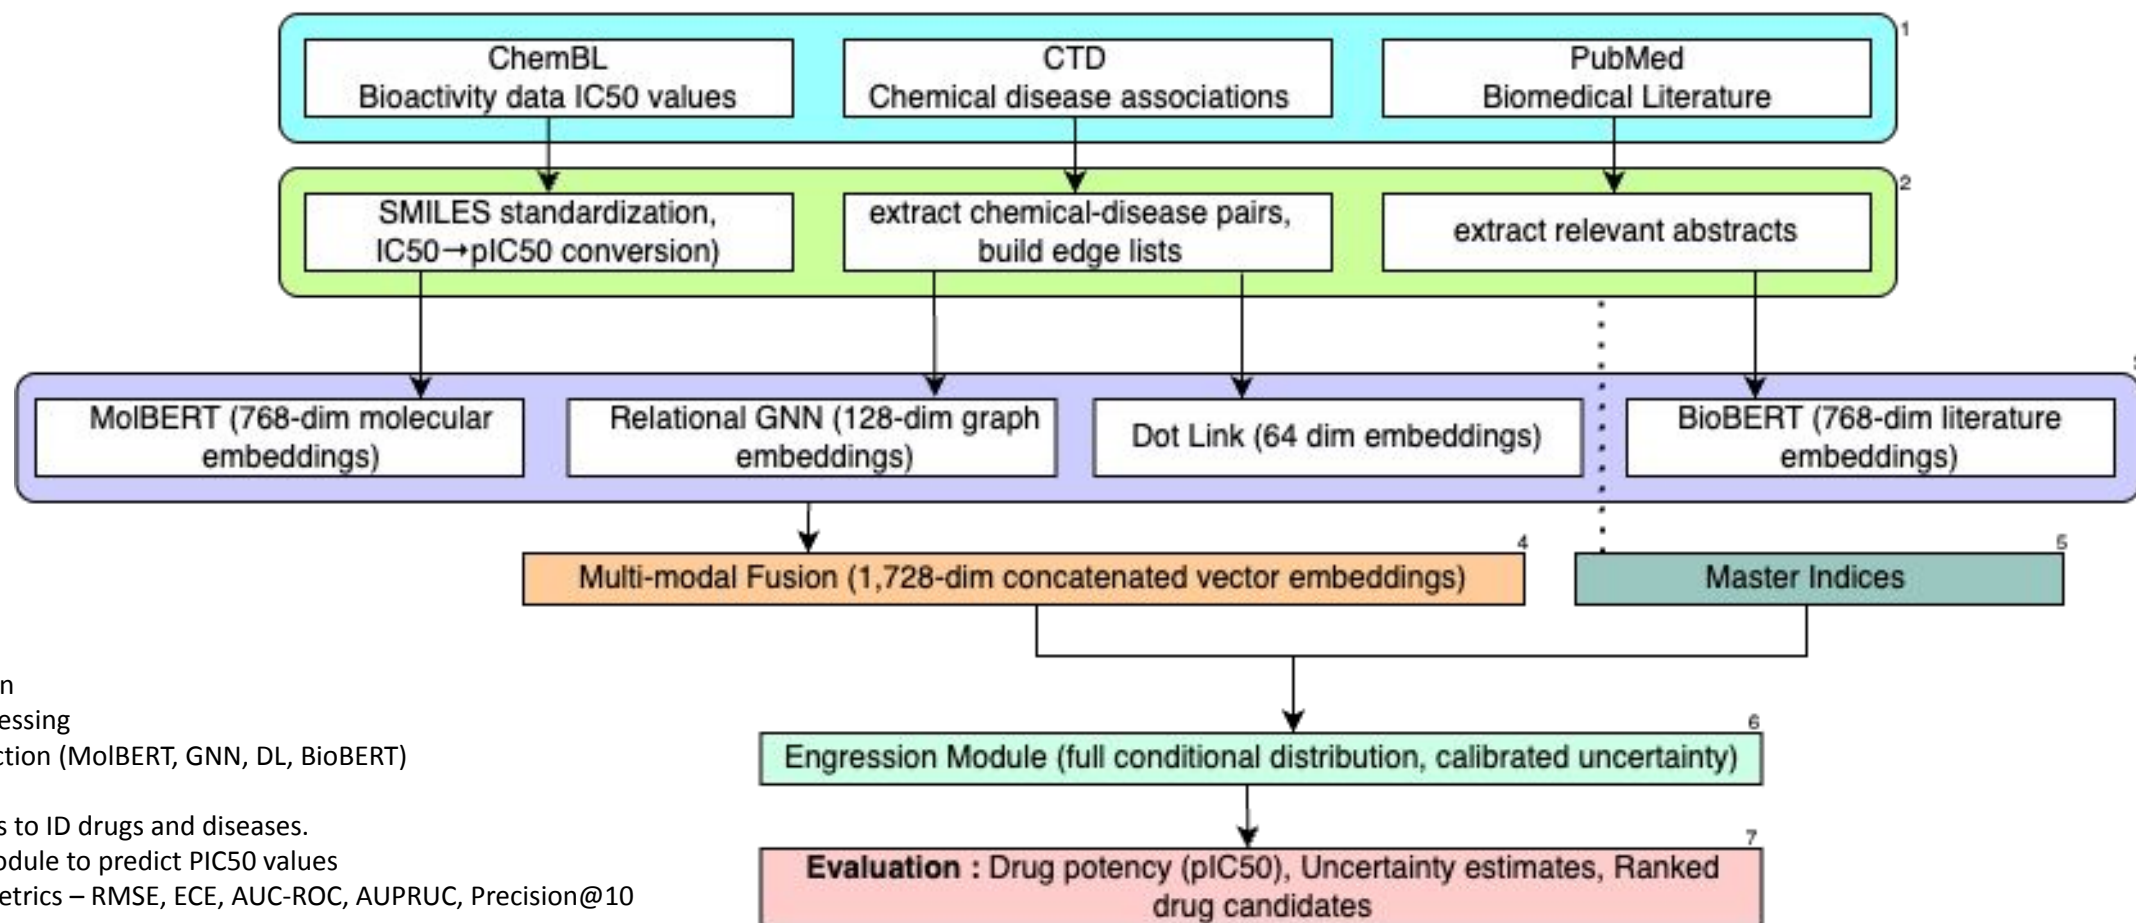 1
ChemBL
Bioactivity data IC50 values
CTD
Chemical disease associations
PubMed
Biomedical Literature
2
SMILES standardization,
IC50→pIC50 conversion)
extract chemical-disease pairs,
build edge lists
extract relevant abstracts
MolBERT (768-dim molecular
embeddings)
Relational GNN (128-dim graph
embeddings)
Dot Link (64 dim embeddings)
BioBERT (768-dim literature
embeddings)
4
Multi-modal Fusion (1,728-dim concatenated vector embeddings)
5
Master Indices
6
Engression Module (full conditional distribution, calibrated uncertainty)
7
Evaluation : Drug potency (pIC50), Uncertainty estimates, Ranked
drug candidates
(MolBERT, GNN, DL, BioBERT)
to ID drugs and diseases.
to predict PIC50 values
– RMSE, ECE, AUC-ROC, AUPRUC, Precision@10